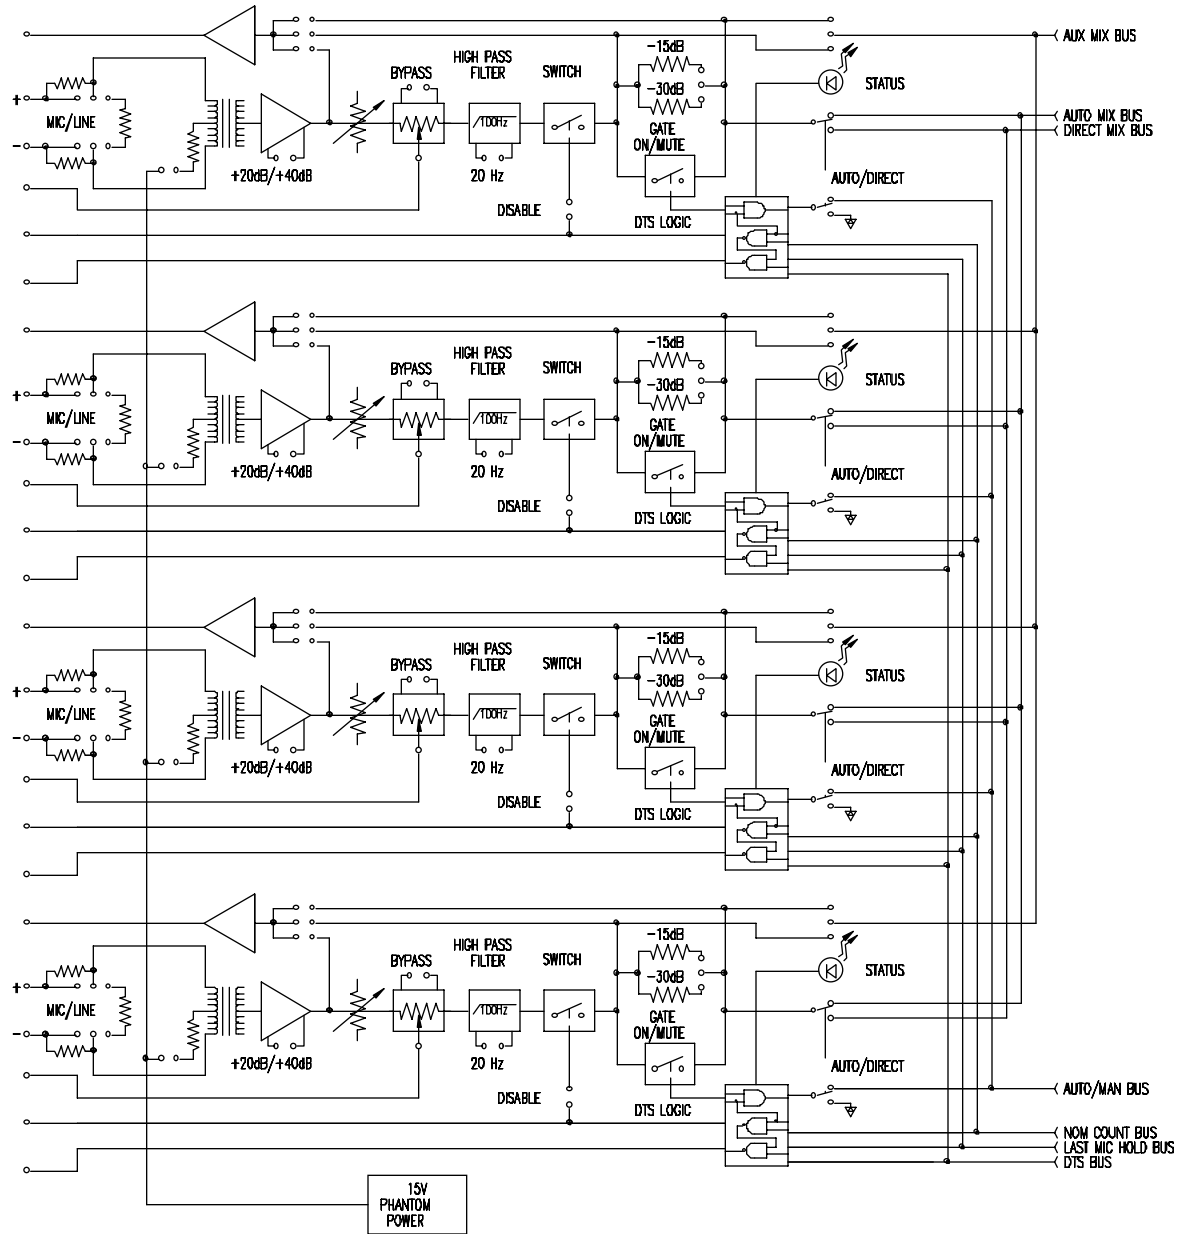 AUX MIX BUS
-15dB
HIGH PASS
FILTER
BYPASS
SWITCH
STATUS
+
-30dB
100Hz
MIC/LINE
AUTO MIX BUS
GATE
ON/MUTE
DIRECT MIX BUS
-
+20dB/+40dB
20 Hz
AUTO/DIRECT
DISABLE
DTS LOGIC
-15dB
HIGH PASS
FILTER
BYPASS
SWITCH
STATUS
+
-30dB
100Hz
MIC/LINE
GATE
ON/MUTE
-
+20dB/+40dB
20 Hz
AUTO/DIRECT
DISABLE
DTS LOGIC
-15dB
HIGH PASS
FILTER
BYPASS
SWITCH
STATUS
+
-30dB
100Hz
MIC/LINE
GATE
ON/MUTE
-
+20dB/+40dB
20 Hz
AUTO/DIRECT
DISABLE
DTS LOGIC
-15dB
HIGH PASS
FILTER
BYPASS
SWITCH
STATUS
+
-30dB
100Hz
MIC/LINE
GATE
ON/MUTE
-
+20dB/+40dB
20 Hz
AUTO/DIRECT
DISABLE
DTS LOGIC
AUTO/MAN BUS
NOM COUNT BUS
LAST MIC HOLD BUS
DTS BUS
15V
PHANTOM
POWER